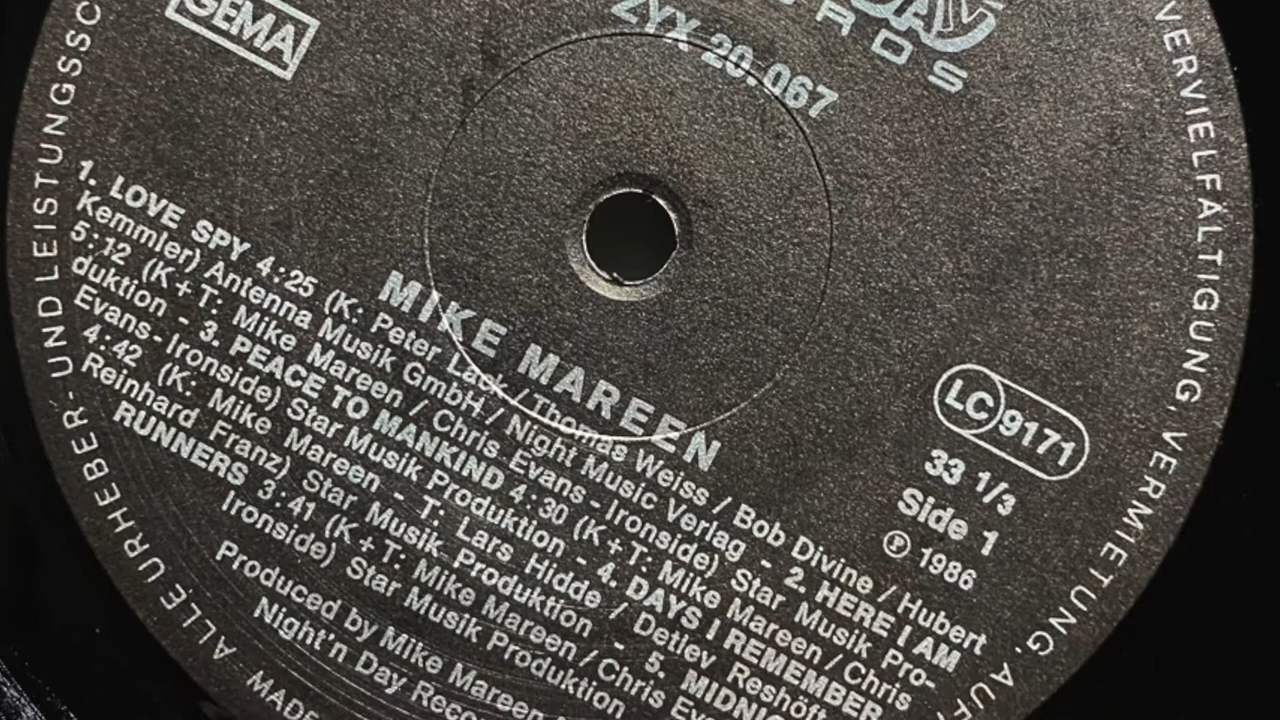 GEMA
ZYX 20.067
LC 9171
33 1/3
Side 1
Ⓟ 1986
MIKE MAREEN
1. LOVE SPY 4:25 (K: Peter Lack / Thomas Weiss / Bob Divine / Hubert
Kemmler) Antenna Musik GmbH / Night Music Verlag - 2. HERE I AM
5:12 (K+T: Mike Mareen / Chris Evans-Ironside) Star Musik Pro-
duktion - 3. PEACE TO MANKIND 4:30 (K+T: Mike Mareen / Chris
Evans-Ironside) Star Musik Produktion - 4. DAYS I REMEMBER
4:42 (K: Mike Mareen - T: Lars Hidde / Detlev Reshöft
Reinhard Franz) Star Musik Produktion - 5.
RUNNERS 3:41 (K+T: Mike Mareen / Chris
Ironside) Star Musik Produktion
Produced by Mike Mareen
Night'n Day
MADE
ALLE URHEBER- UND LEISTUNGSSC
VERVIELFÄLTIGUNG, VERMIETUNG,